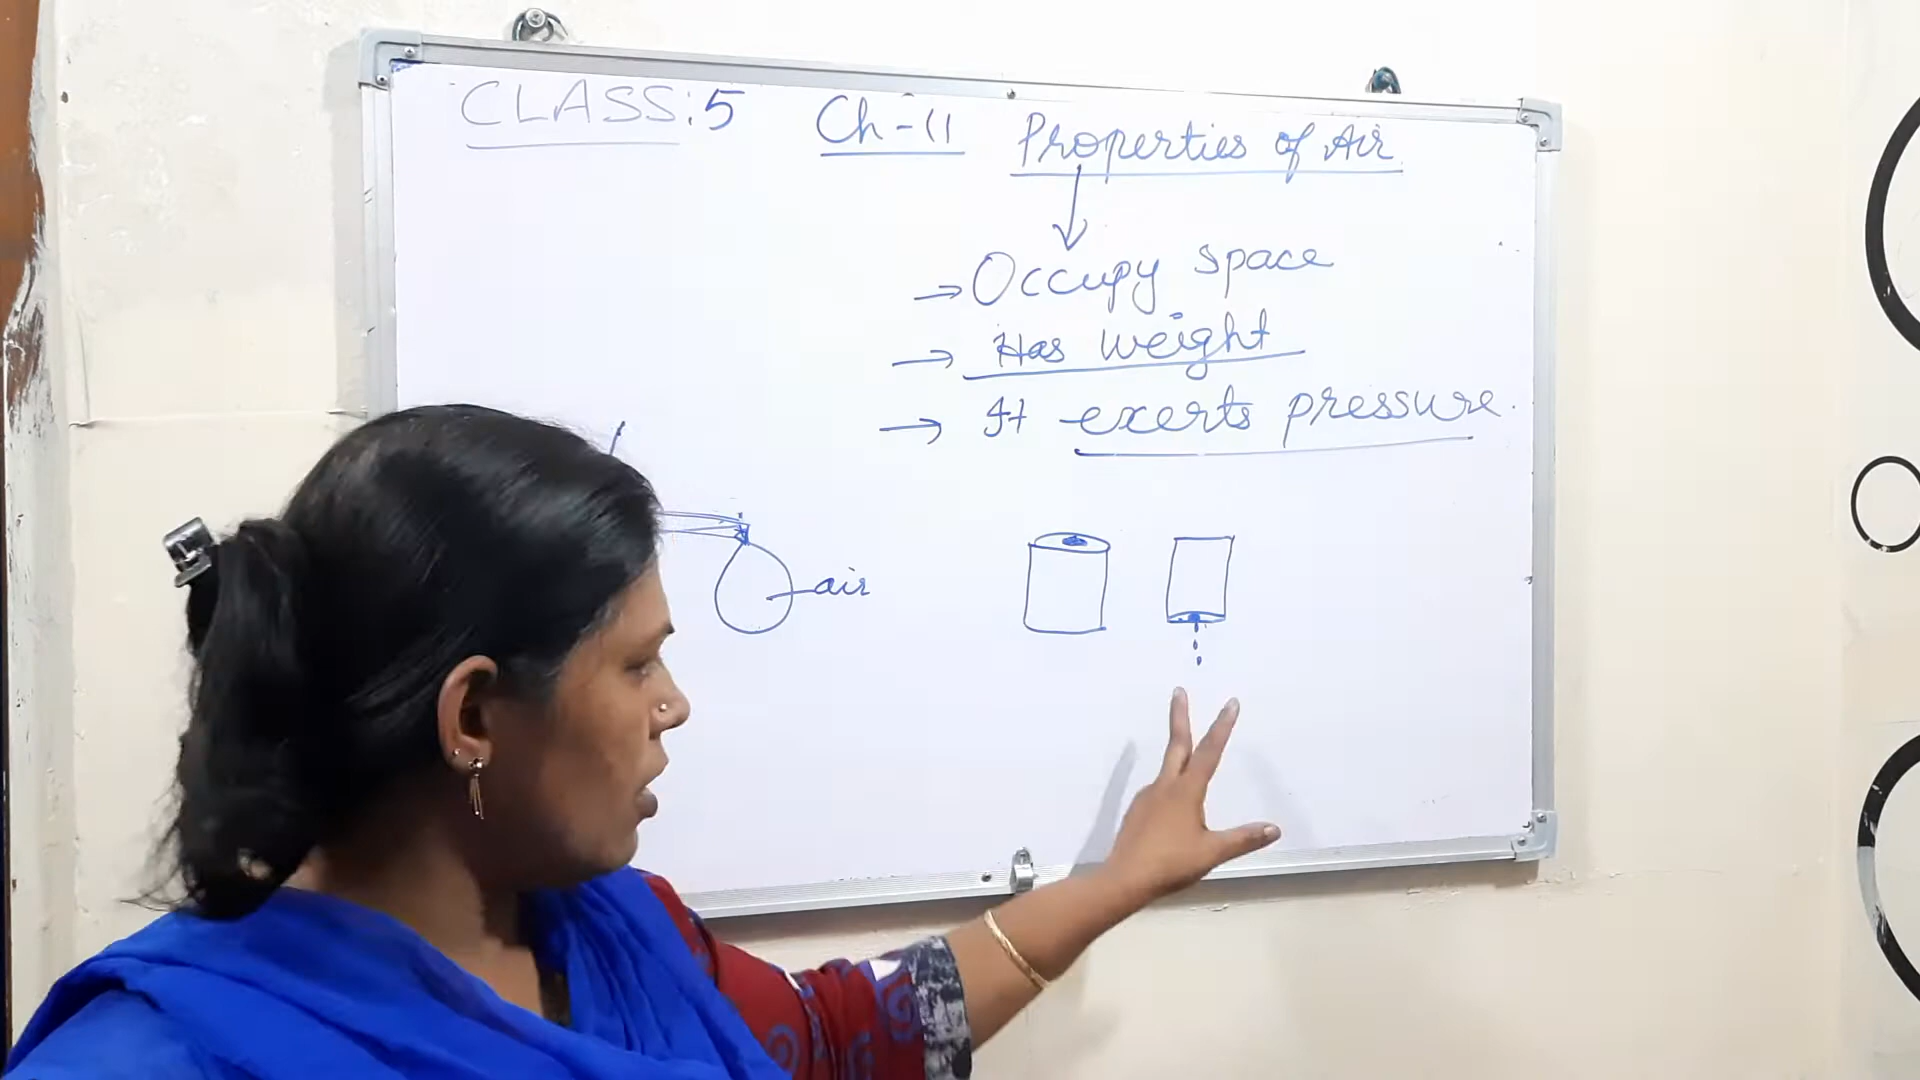 CLASS: 5 Ch-11 Properties of Air
→ Occupy space
→ Has weight
→ It exerts pressure.
air